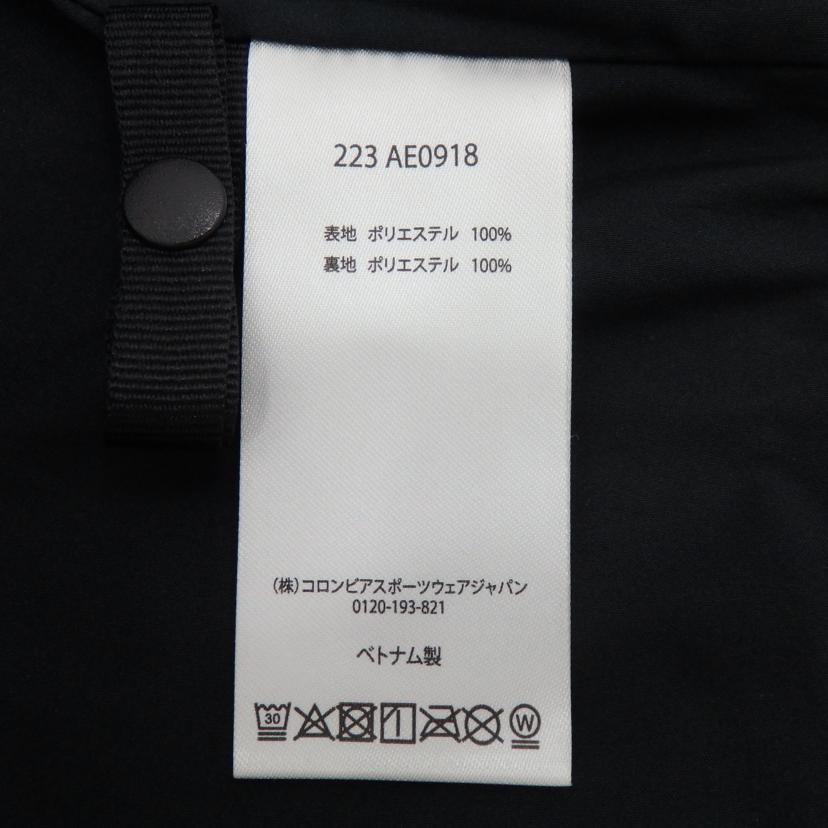 223 AE0918
表地 ポリエステル 100%
裏地 ポリエステル 100%
(株)コロンビアスポーツウェアジャパン
0120-193-821
ベトナム製
30 W